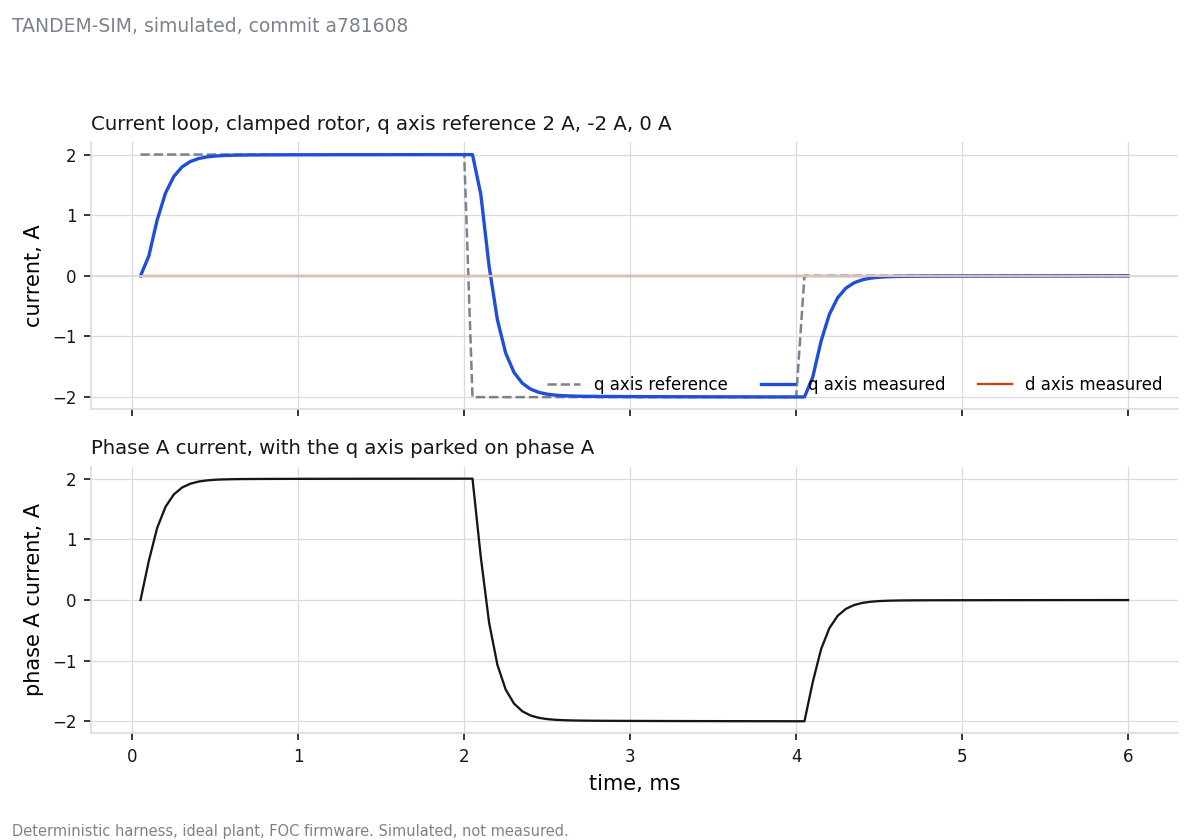 TANDEM-SIM, simulated, commit a781608
Current loop, clamped rotor, q axis reference 2 A, -2 A, 0 A
2
1
0
−1
−2
current, A
q axis reference
q axis measured
d axis measured
Phase A current, with the q axis parked on phase A
2
1
0
−1
−2
phase A current, A
0 1 2 3 4 5 6
time, ms
Deterministic harness, ideal plant, FOC firmware. Simulated, not measured.